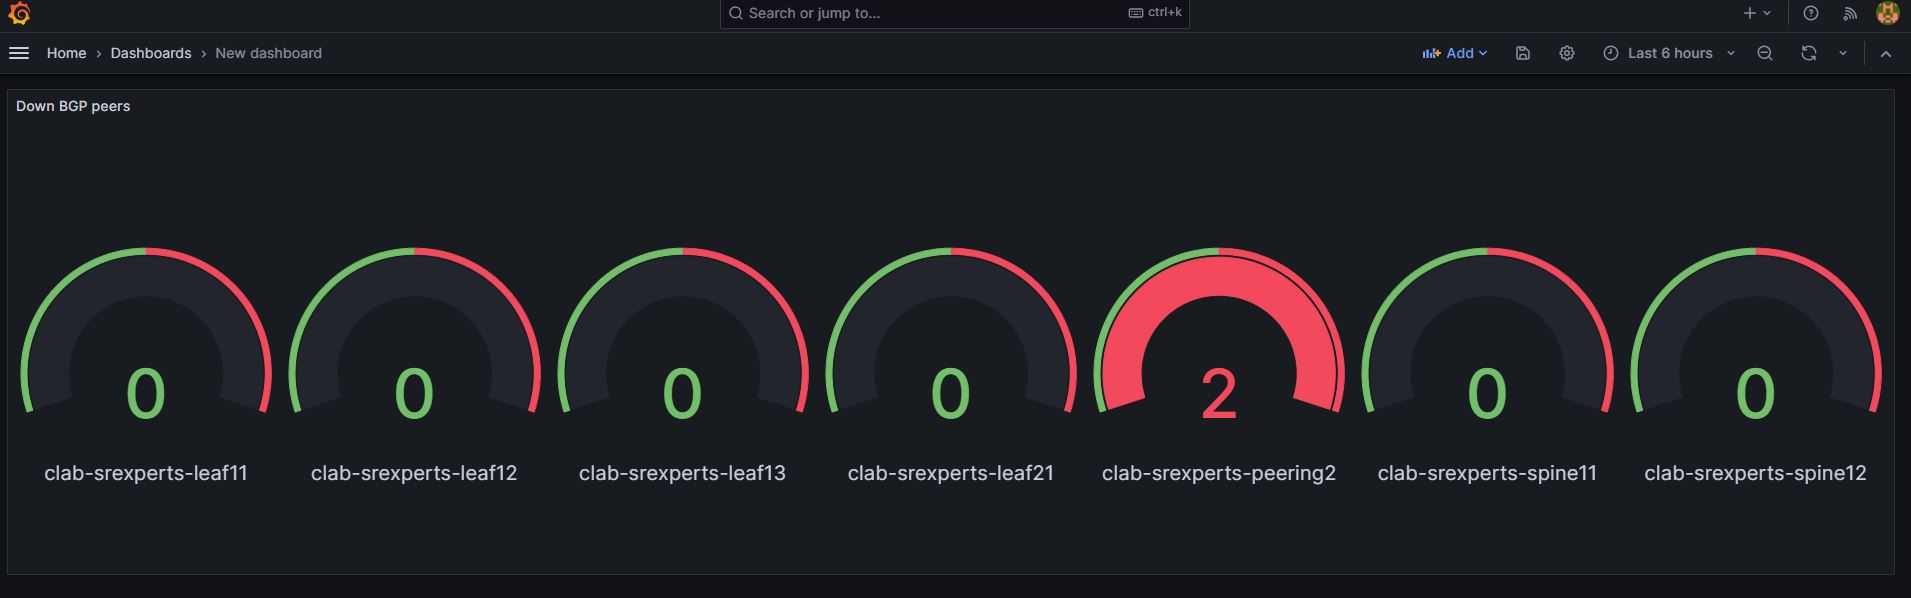 Search or jump to... ctrl+k
Home › Dashboards › New dashboard
Add
Last 6 hours
Down BGP peers
0 0 0 0 2 0 0
clab-srexperts-leaf11 clab-srexperts-leaf12 clab-srexperts-leaf13 clab-srexperts-leaf21 clab-srexperts-peering2 clab-srexperts-spine11 clab-srexperts-spine12